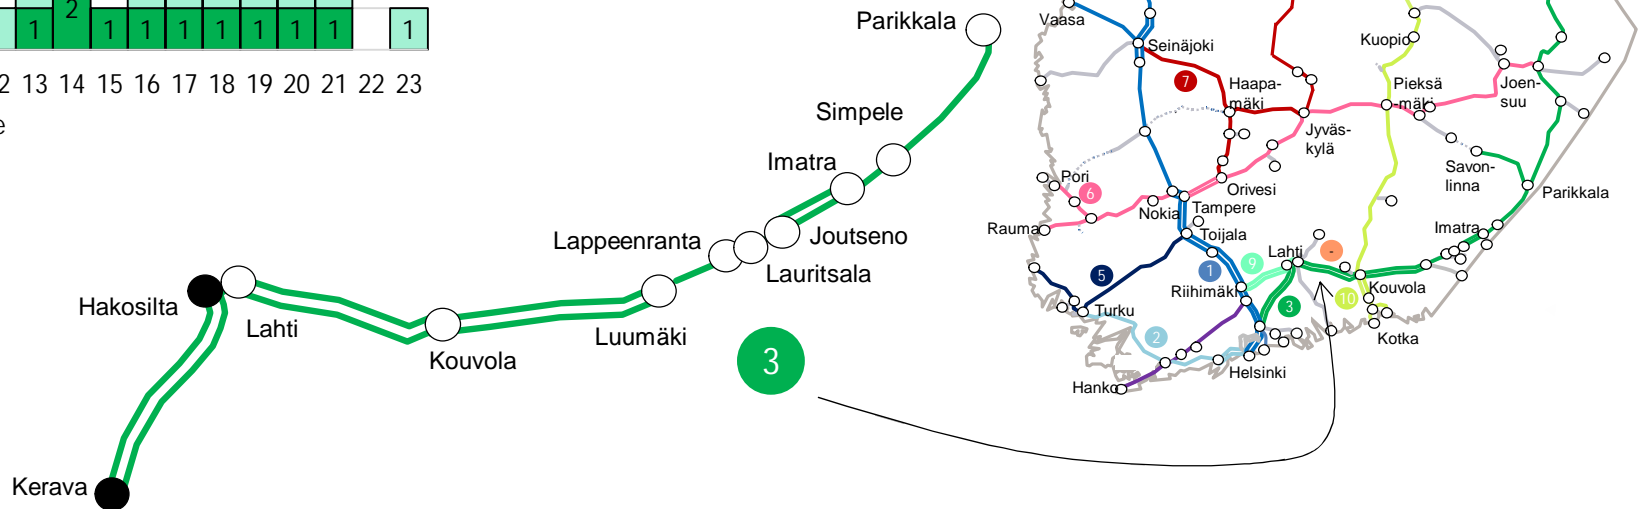 2
1 1 1 1 1 1 1 1 1
2 13 14 15 16 17 18 19 20 21 22 23
e
Parikkala
Simpele
Imatra
Joutseno
Lappeenranta
Lauritsala
Hakosilta
Lahti
Luumäki
Kouvola
3
Kerava
Vaasa
Seinäjoki
Kuopio
7
Haapa-
mäki
Pieksä
-mäki
Joen-
suu
Jyväs-
kylä
Savon-
linna
Parikkala
Pori
6
Orivesi
Nokia
Tampere
Rauma
Toijala
Imatra
Lahti
-
5
1
9
Riihimäki
10
Kouvola
3
Turku
2
Kotka
Helsinki
Hanko